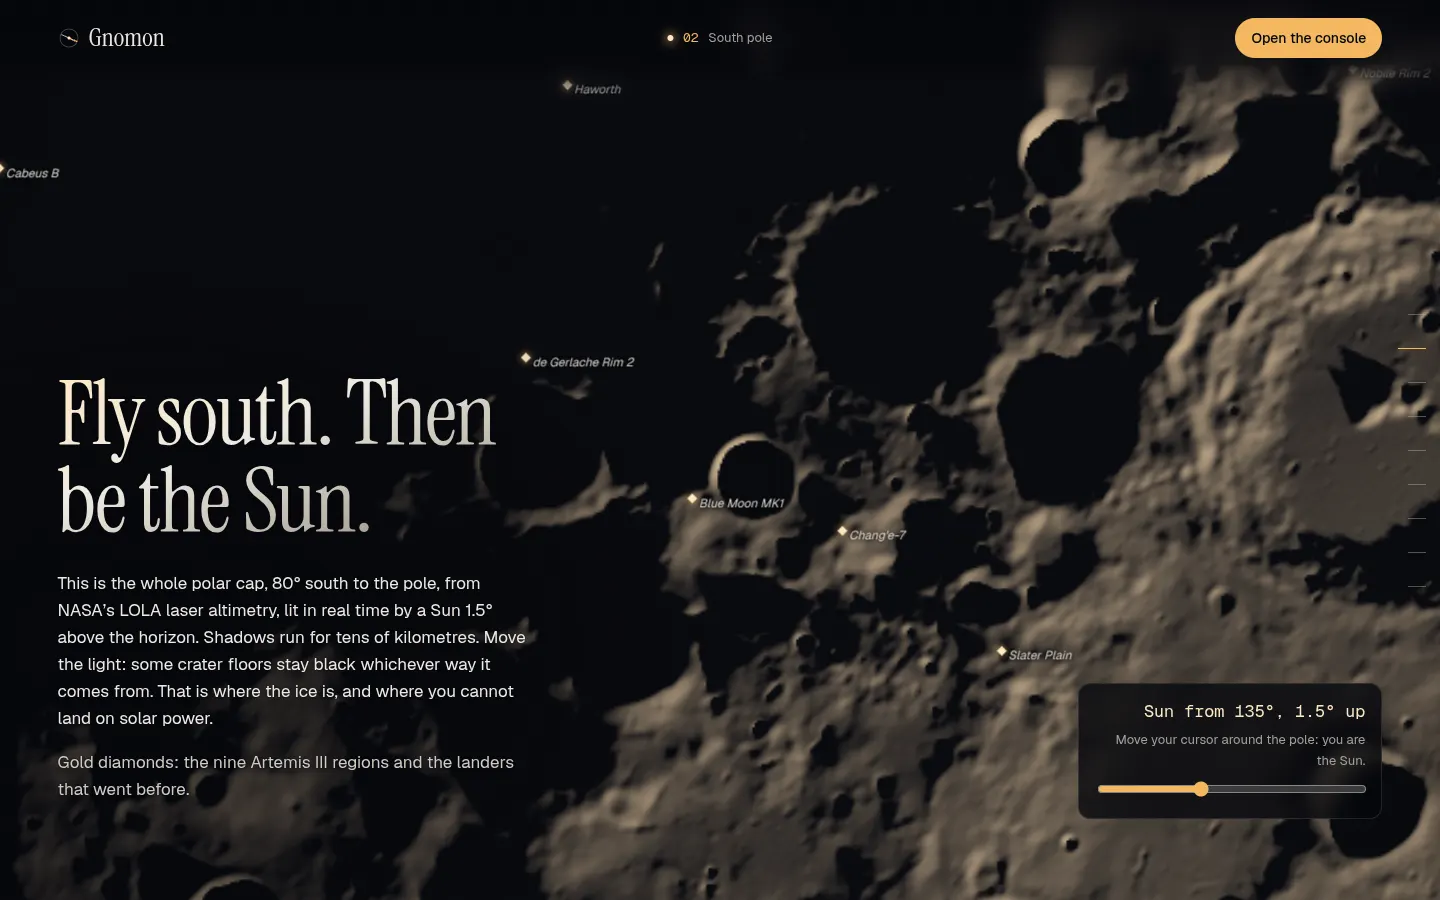 Gnomon
02 South pole
Open the console
Nobile Rim 2
Haworth
Cabeus B
de Gerlache Rim 2
Fly south. Then
be the Sun.
Blue Moon MK1
Chang'e-7
This is the whole polar cap, 80° south to the pole, from
NASA’s LOLA laser altimetry, lit in real time by a Sun 1.5°
above the horizon. Shadows run for tens of kilometres. Move
the light: some crater floors stay black whichever way it
comes from. That is where the ice is, and where you cannot
land on solar power.
Slater Plain
Gold diamonds: the nine Artemis III regions and the landers
that went before.
Sun from 135°, 1.5° up
Move your cursor around the pole: you are
the Sun.